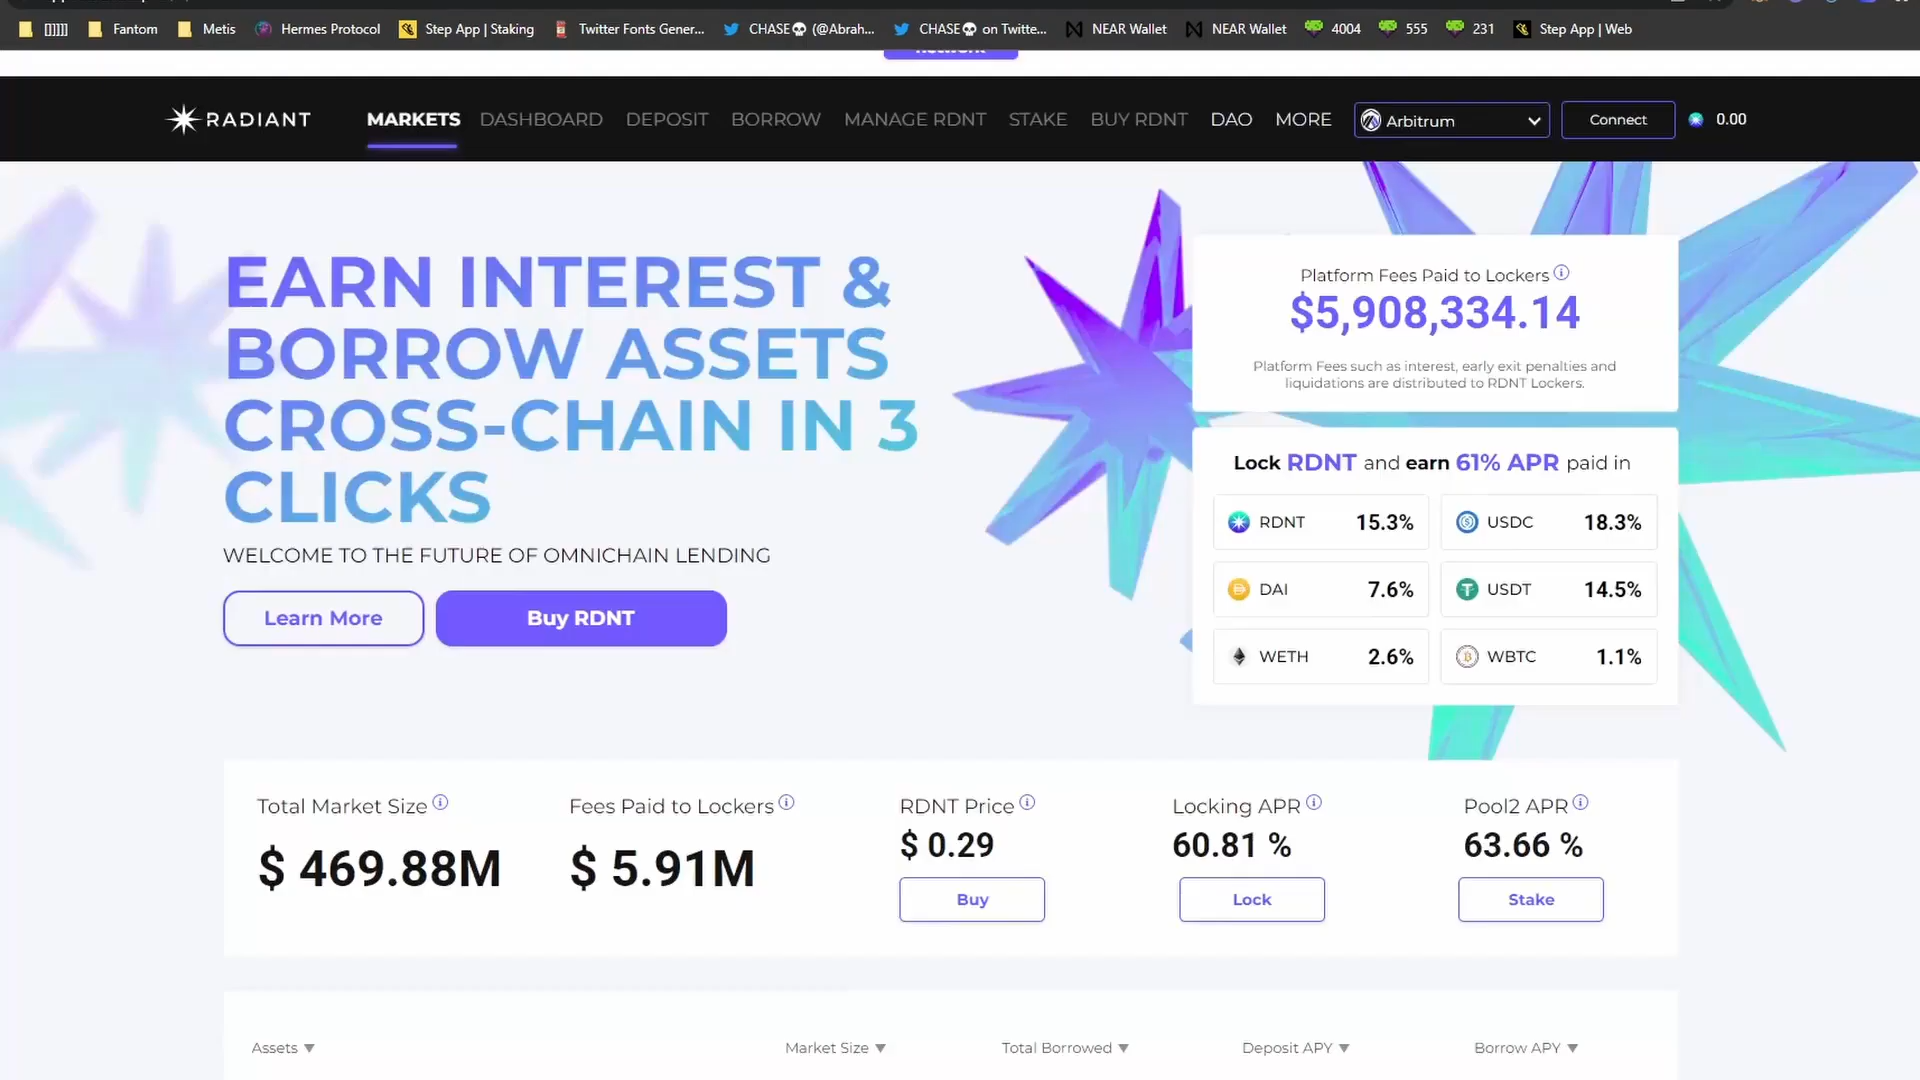 []]]]]
Fantom
Metis
Hermes Protocol
Step App | Staking
Twitter Fonts Gener...
CHASE💀 (@Abrah...
CHASE💀 on Twitte...
NEAR Wallet
NEAR Wallet
4004
555
231
Step App | Web
RADIANT
MARKETS
DASHBOARD
DEPOSIT
BORROW
MANAGE RDNT
STAKE
BUY RDNT
DAO
MORE
Arbitrum
Connect
0.00
EARN INTEREST &
BORROW ASSETS
CROSS-CHAIN IN 3
CLICKS
WELCOME TO THE FUTURE OF OMNICHAIN LENDING
Learn More
Buy RDNT
Platform Fees Paid to Lockers
$5,908,334.14
Platform Fees such as interest, early exit penalties and
liquidations are distributed to RDNT Lockers.
Lock RDNT and earn 61% APR paid in
RDNT 15.3%
USDC 18.3%
DAI 7.6%
USDT 14.5%
WETH 2.6%
WBTC 1.1%
Total Market Size
$ 469.88M
Fees Paid to Lockers
$ 5.91M
RDNT Price
$ 0.29
Buy
Locking APR
60.81 %
Lock
Pool2 APR
63.66 %
Stake
Assets ▼
Market Size ▼
Total Borrowed ▼
Deposit APY ▼
Borrow APY ▼